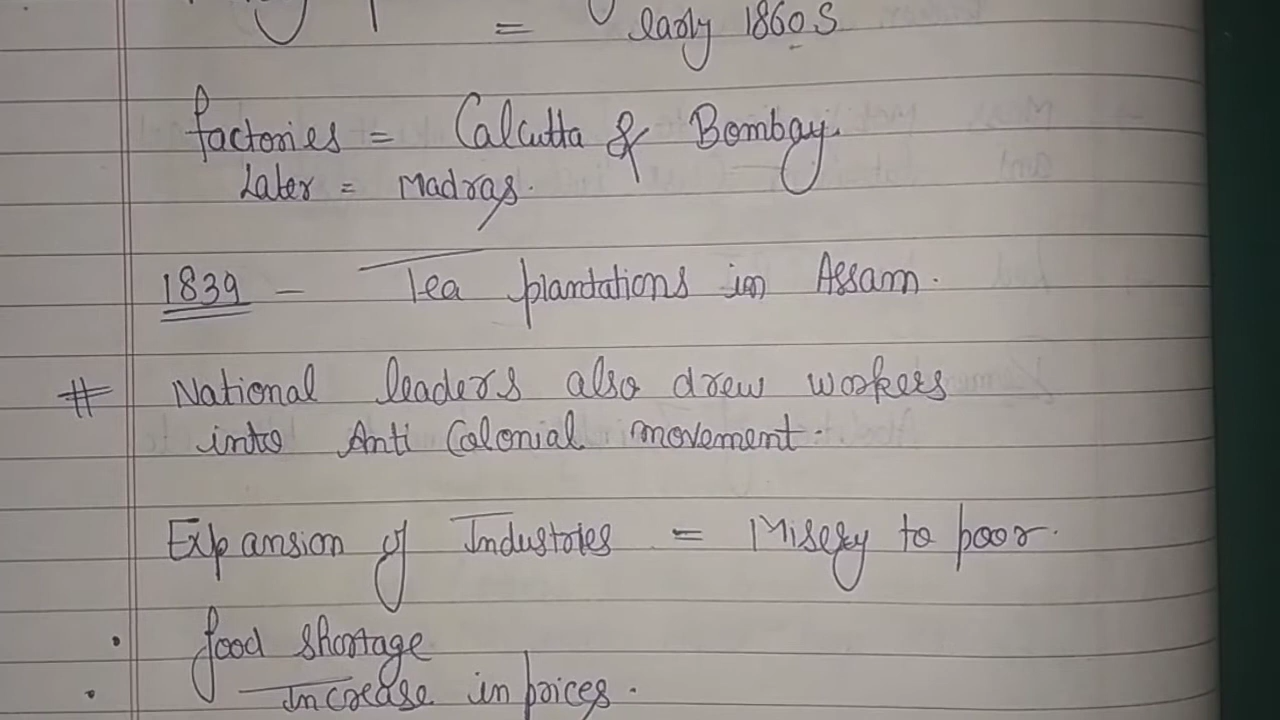 = early 1860s
factories = Calcutta & Bombay.
Later = Madras.
1839 - Tea plantations in Assam.
# National leaders also drew workers
into Anti Colonial movement.
Expansion of Industries = Misery to poor.
• food shortage
• Increase in prices.